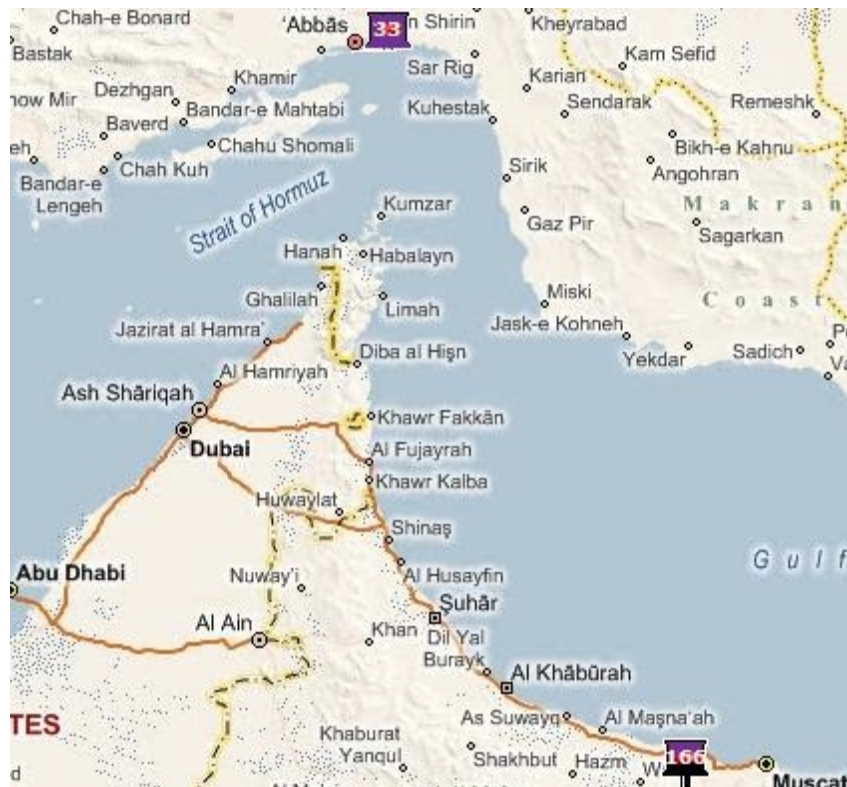 Chah-e Bonard
'Abbās
33
n Shirin
Kheyrabad
Bastak
Kam Sefid
Sar Rig
Khamir
Karian
Dezhgan
now Mir
Bandar-e Mahtabi
Kuhestak
Sendarak
Remeshk
Baverd
eh
Chahu Shomali
Bikh-e Kahnu
Chah Kuh
Sirik
Angohran
Bandar-e
Lengeh
Strait of Hormuz
Kumzar
Makran
Gaz Pir
Sagarkan
Hanah
Habalayn
Ghalilah
Limah
Miski
Coast
Jazirat al Hamra'
Jask-e Kohneh
Diba al Hişn
Yekdar
Sadich
Al Hamriyah
Ash Shāriqah
Khawr Fakkān
Dubai
Al Fujayrah
Khawr Kalba
Huwaylat
Shinaş
Gulf
Abu Dhabi
Nuway'i
Al Husayfin
Şuhār
Al Ain
Khan
Dil Yal
Burayk
Al Khābūrah
TES
As Suwayq
Al Maşna'ah
Khaburat
Yanqul
Shakhbut
Hazm
W
166
d
Muscat